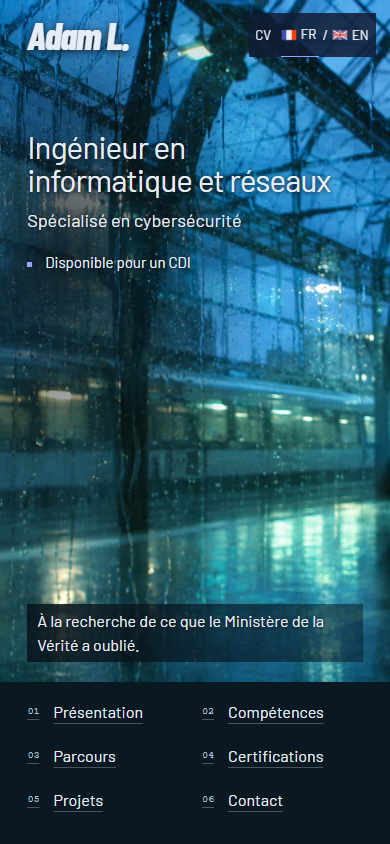 Adam L.
CV FR / EN
Ingénieur en
informatique et réseaux
Spécialisé en cybersécurité
Disponible pour un CDI
À la recherche de ce que le Ministère de la
Vérité a oublié.
01 Présentation
02 Compétences
03 Parcours
04 Certifications
05 Projets
06 Contact